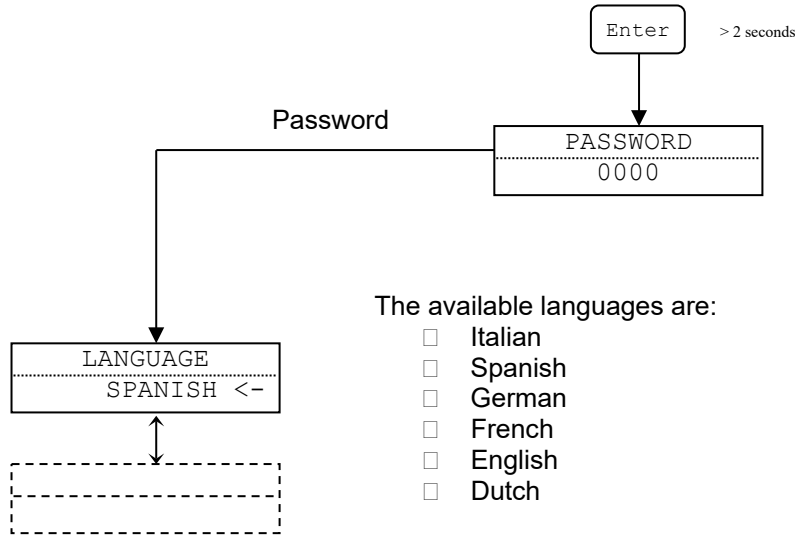 Enter
> 2 seconds
Password
PASSWORD
0000
The available languages are:
Italian
Spanish
German
French
English
Dutch
LANGUAGE
SPANISH <-